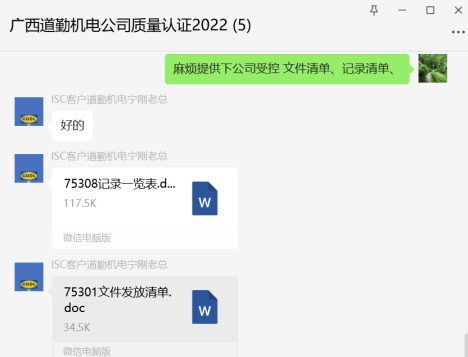 广西道勤机电公司质量认证2022 (5)
麻烦提供下公司受控 文件清单、记录清单、
ISC客户道勤机电宁刚老总
好的
ISC客户道勤机电宁刚老总
75308记录一览表.d...
117.5K
W
微信电脑版
ISC客户道勤机电宁刚老总
75301文件发放清单.
doc
34.5K
W
微信电脑版